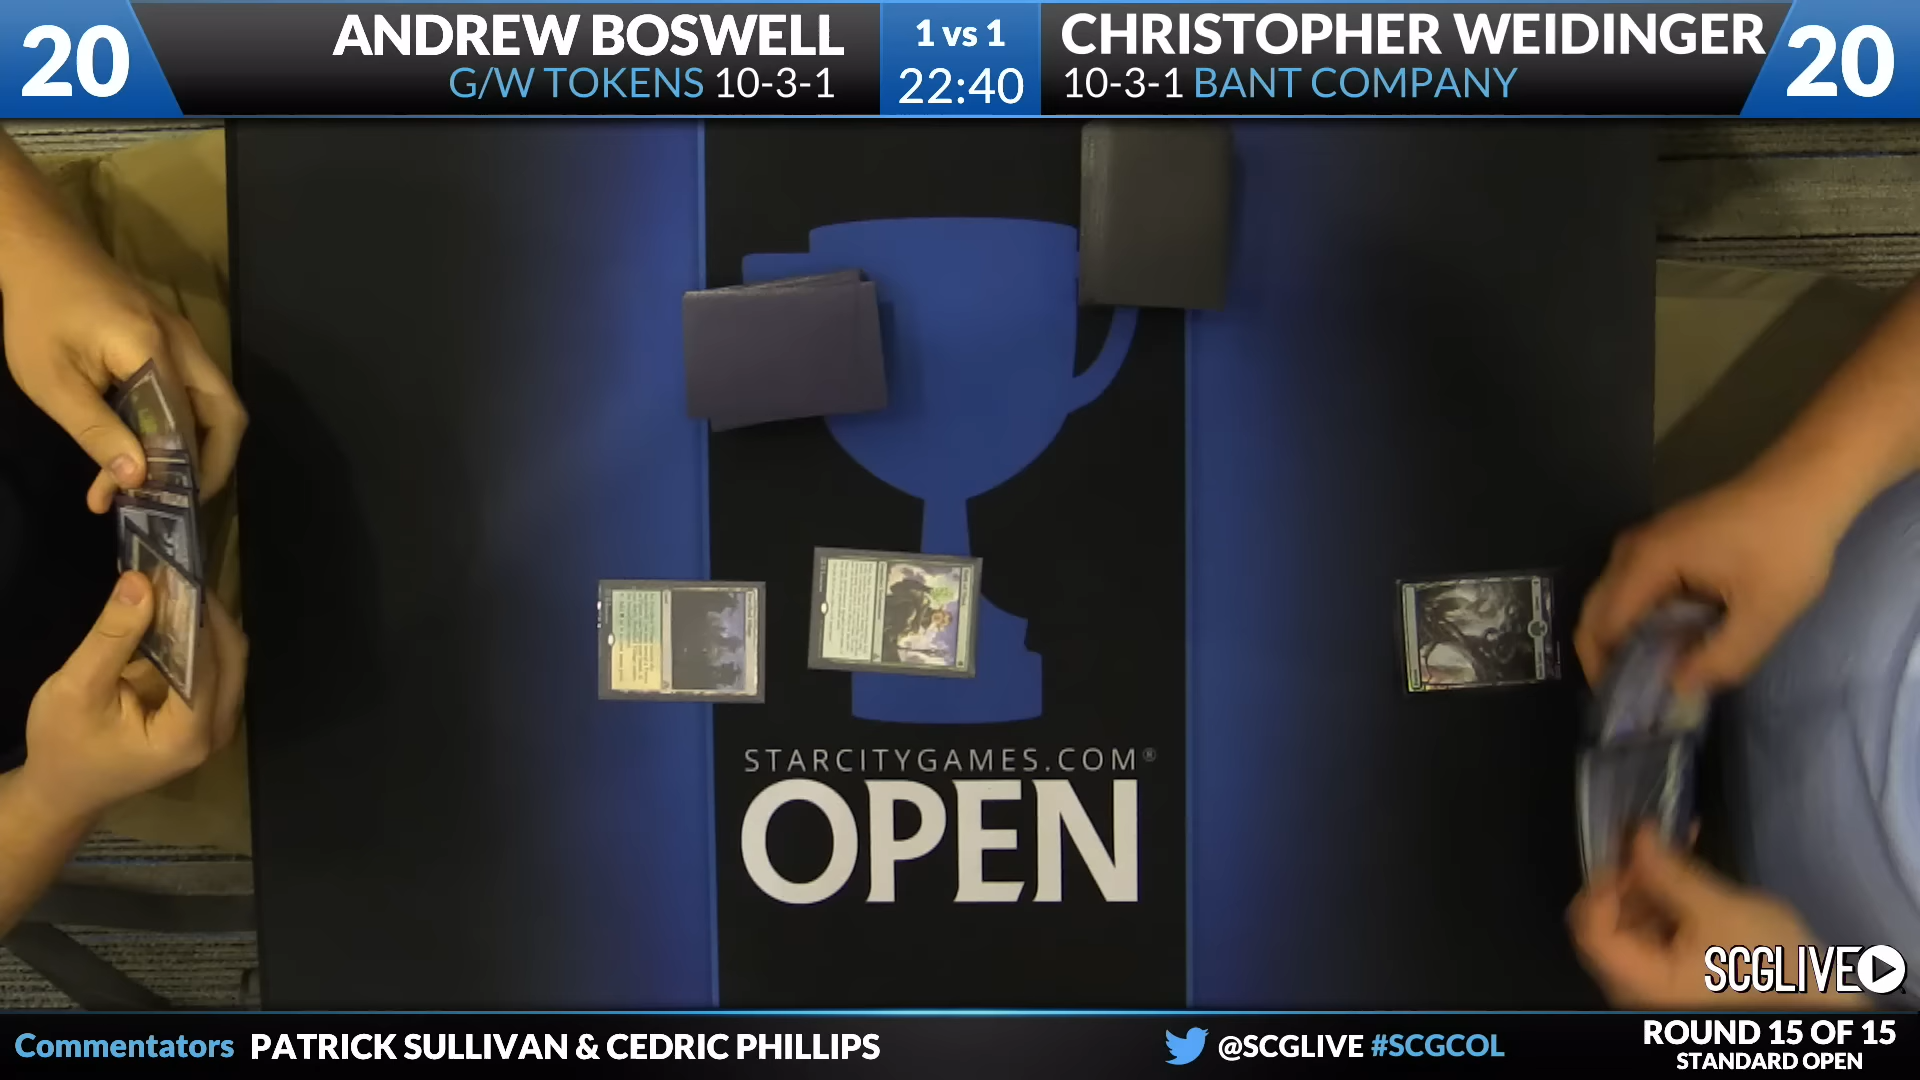 20
ANDREW BOSWELL
G/W TOKENS 10-3-1
1 vs 1
22:40
CHRISTOPHER WEIDINGER
10-3-1 BANT COMPANY
20
STARCITYGAMES.COM®
OPEN
SCGLIVE
Commentators PATRICK SULLIVAN & CEDRIC PHILLIPS
@SCGLIVE #SCGCOL
ROUND 15 OF 15
STANDARD OPEN